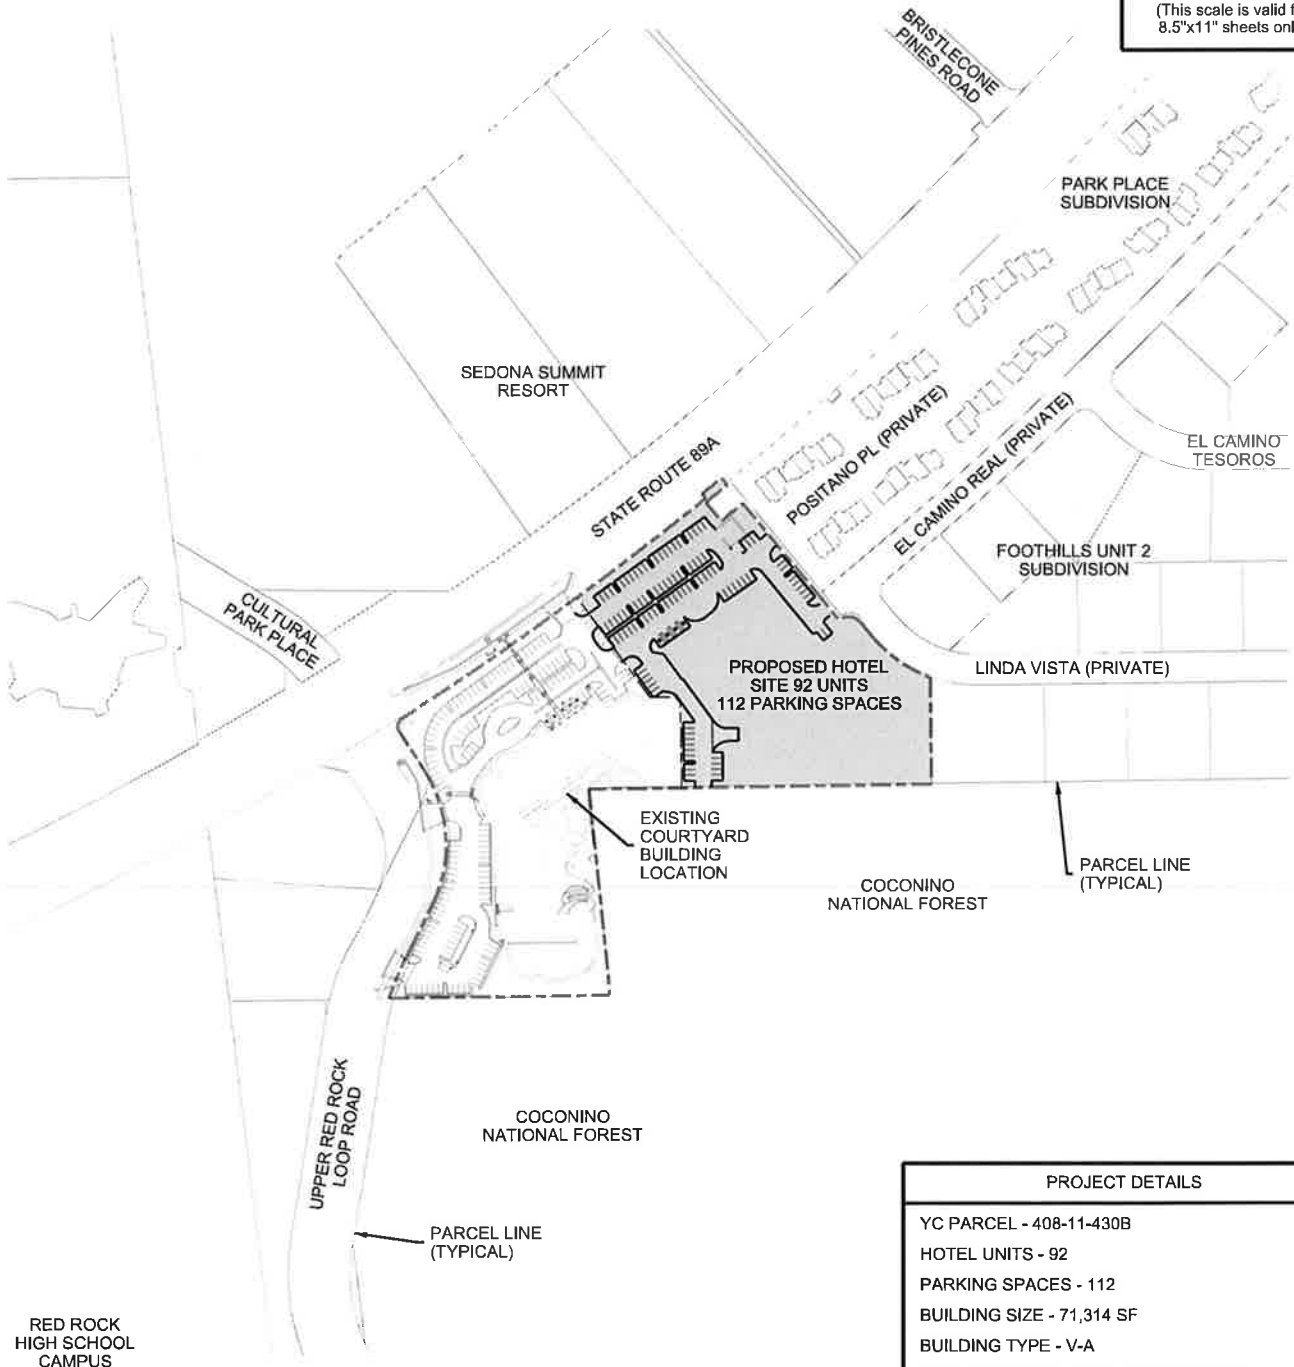 (This scale is valid f
8.5"x11" sheets onl
BRISTLECONE
PINES ROAD
PARK PLACE
SUBDIVISION
SEDONA SUMMIT
RESORT
STATE ROUTE 89A
POSITANO PL (PRIVATE)
EL CAMINO REAL (PRIVATE)
EL CAMINO
TESOROS
FOOTHILLS UNIT 2
SUBDIVISION
CULTURAL
PARK PLACE
PROPOSED HOTEL
SITE 92 UNITS
112 PARKING SPACES
LINDA VISTA (PRIVATE)
EXISTING
COURTYARD
BUILDING
LOCATION
PARCEL LINE
(TYPICAL)
COCONINO
NATIONAL FOREST
COCONINO
NATIONAL FOREST
UPPER RED ROCK
LOOP ROAD
PARCEL LINE
(TYPICAL)
RED ROCK
HIGH SCHOOL
CAMPUS
PROJECT DETAILS
YC PARCEL - 408-11-430B
HOTEL UNITS - 92
PARKING SPACES - 112
BUILDING SIZE - 71,314 SF
BUILDING TYPE - V-A